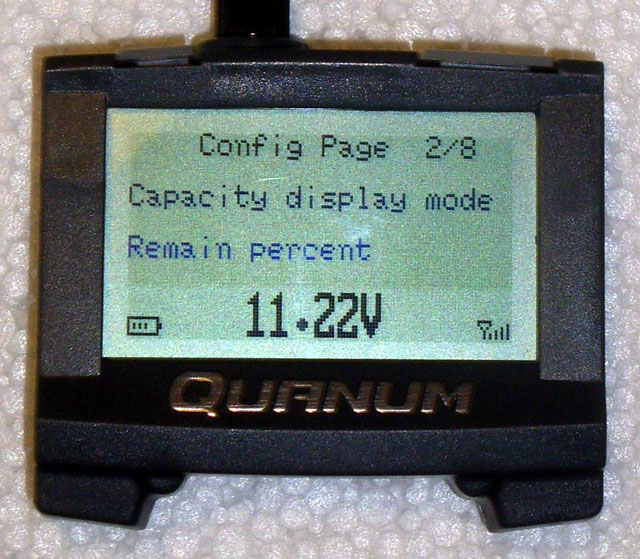 Config Page 2/8
Capacity display mode
Remain percent
11.22V
QUANUM